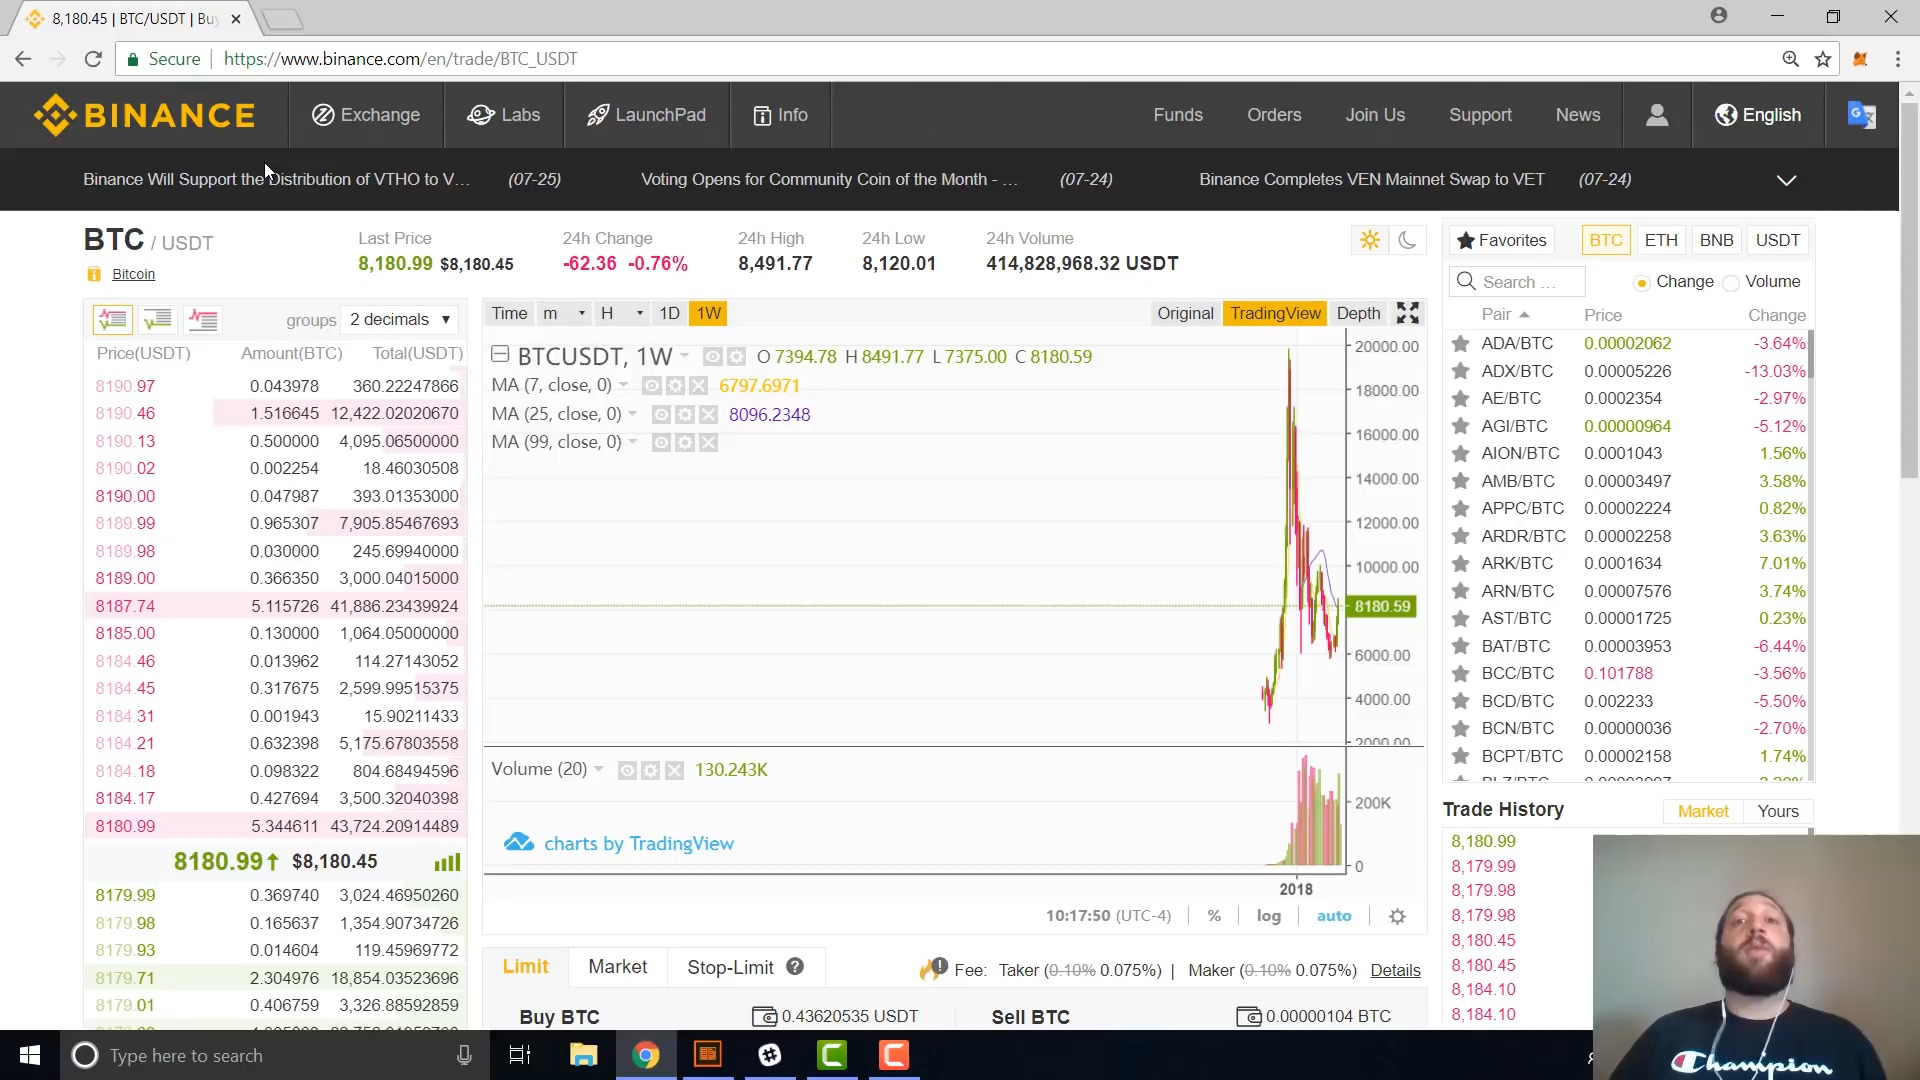 8,180.45 | BTC/USDT | Bu
Secure
https://www.binance.com/en/trade/BTC_USDT
BINANCE
Exchange
Labs
LaunchPad
Info
Funds
Orders
Join Us
Support
News
English
Binance Will Support the Distribution of VTHO to V... (07-25)
Voting Opens for Community Coin of the Month - ... (07-24)
Binance Completes VEN Mainnet Swap to VET (07-24)
BTC / USDT
Bitcoin
Last Price
8,180.99 $8,180.45
24h Change
-62.36 -0.76%
24h High
8,491.77
24h Low
8,120.01
24h Volume
414,828,968.32 USDT
groups 2 decimals
Price(USDT) Amount(BTC) Total(USDT)
8190.97 0.043978 360.22247866
8190.46 1.516645 12,422.02020670
8190.13 0.500000 4,095.06500000
8190.02 0.002254 18.46030508
8190.00 0.047987 393.01353000
8189.99 0.965307 7,905.85467693
8189.98 0.030000 245.69940000
8189.00 0.366350 3,000.04015000
8187.74 5.115726 41,886.23439924
8185.00 0.130000 1,064.05000000
8184.46 0.013962 114.27143052
8184.45 0.317675 2,599.99515375
8184.31 0.001943 15.90211433
8184.21 0.632398 5,175.67803558
8184.18 0.098322 804.68494596
8184.17 0.427694 3,500.32040398
8180.99 5.344611 43,724.20914489
8180.99 $8,180.45
8179.99 0.369740 3,024.46950260
8179.98 0.165637 1,354.90734726
8179.93 0.014604 119.45969772
8179.71 2.304976 18,854.03523696
8179.01 0.406759 3,326.88592859
Time m H 1D 1W
Original TradingView Depth
BTCUSDT, 1W O 7394.78 H 8491.77 L 7375.00 C 8180.59
MA (7, close, 0) 6797.6971
MA (25, close, 0) 8096.2348
MA (99, close, 0)
20000.00
18000.00
16000.00
14000.00
12000.00
10000.00
8180.59
6000.00
4000.00
2000.00
Volume (20) 130.243K
200K
0
charts by TradingView
2018
10:17:50 (UTC-4) % log auto
Limit Market Stop-Limit
Fee: Taker (0.10% 0.075%) | Maker (0.10% 0.075%) Details
Buy BTC 0.43620535 USDT
Sell BTC 0.00000104 BTC
Favorites BTC ETH BNB USDT
Search ... Change Volume
Pair Price Change
ADA/BTC 0.00002062 -3.64%
ADX/BTC 0.00005226 -13.03%
AE/BTC 0.0002354 -2.97%
AGI/BTC 0.00000964 -5.12%
AION/BTC 0.0001043 1.56%
AMB/BTC 0.00003497 3.58%
APPC/BTC 0.00002224 0.82%
ARDR/BTC 0.00002258 3.63%
ARK/BTC 0.0001634 7.01%
ARN/BTC 0.00007576 3.74%
AST/BTC 0.00001725 0.23%
BAT/BTC 0.00003953 -6.44%
BCC/BTC 0.101788 -3.56%
BCD/BTC 0.002233 -5.50%
BCN/BTC 0.00000036 -2.70%
BCPT/BTC 0.00002158 1.74%
Trade History Market Yours
8,180.99
8,179.99
8,179.98
8,179.98
8,180.45
8,180.45
8,184.10
8,184.10
Champion
Type here to search